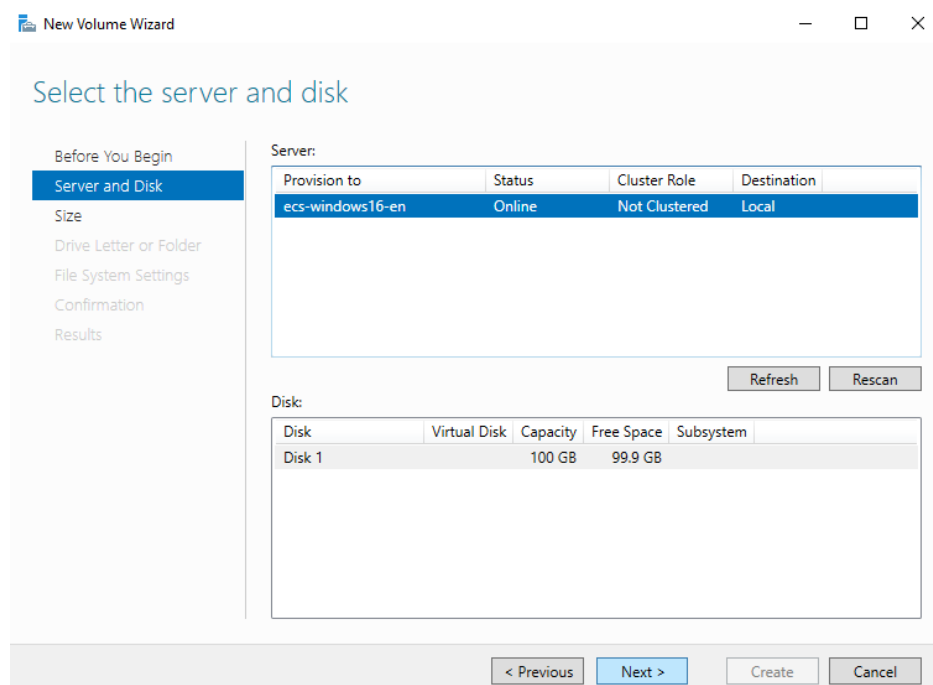 New Volume Wizard
Select the server and disk
Before You Begin
Server and Disk
Size
Drive Letter or Folder
File System Settings
Confirmation
Results
Server:
Provision to Status Cluster Role Destination
ecs-windows16-en Online Not Clustered Local
Refresh Rescan
Disk:
Disk Virtual Disk Capacity Free Space Subsystem
Disk 1 100 GB 99.9 GB
< Previous Next > Create Cancel